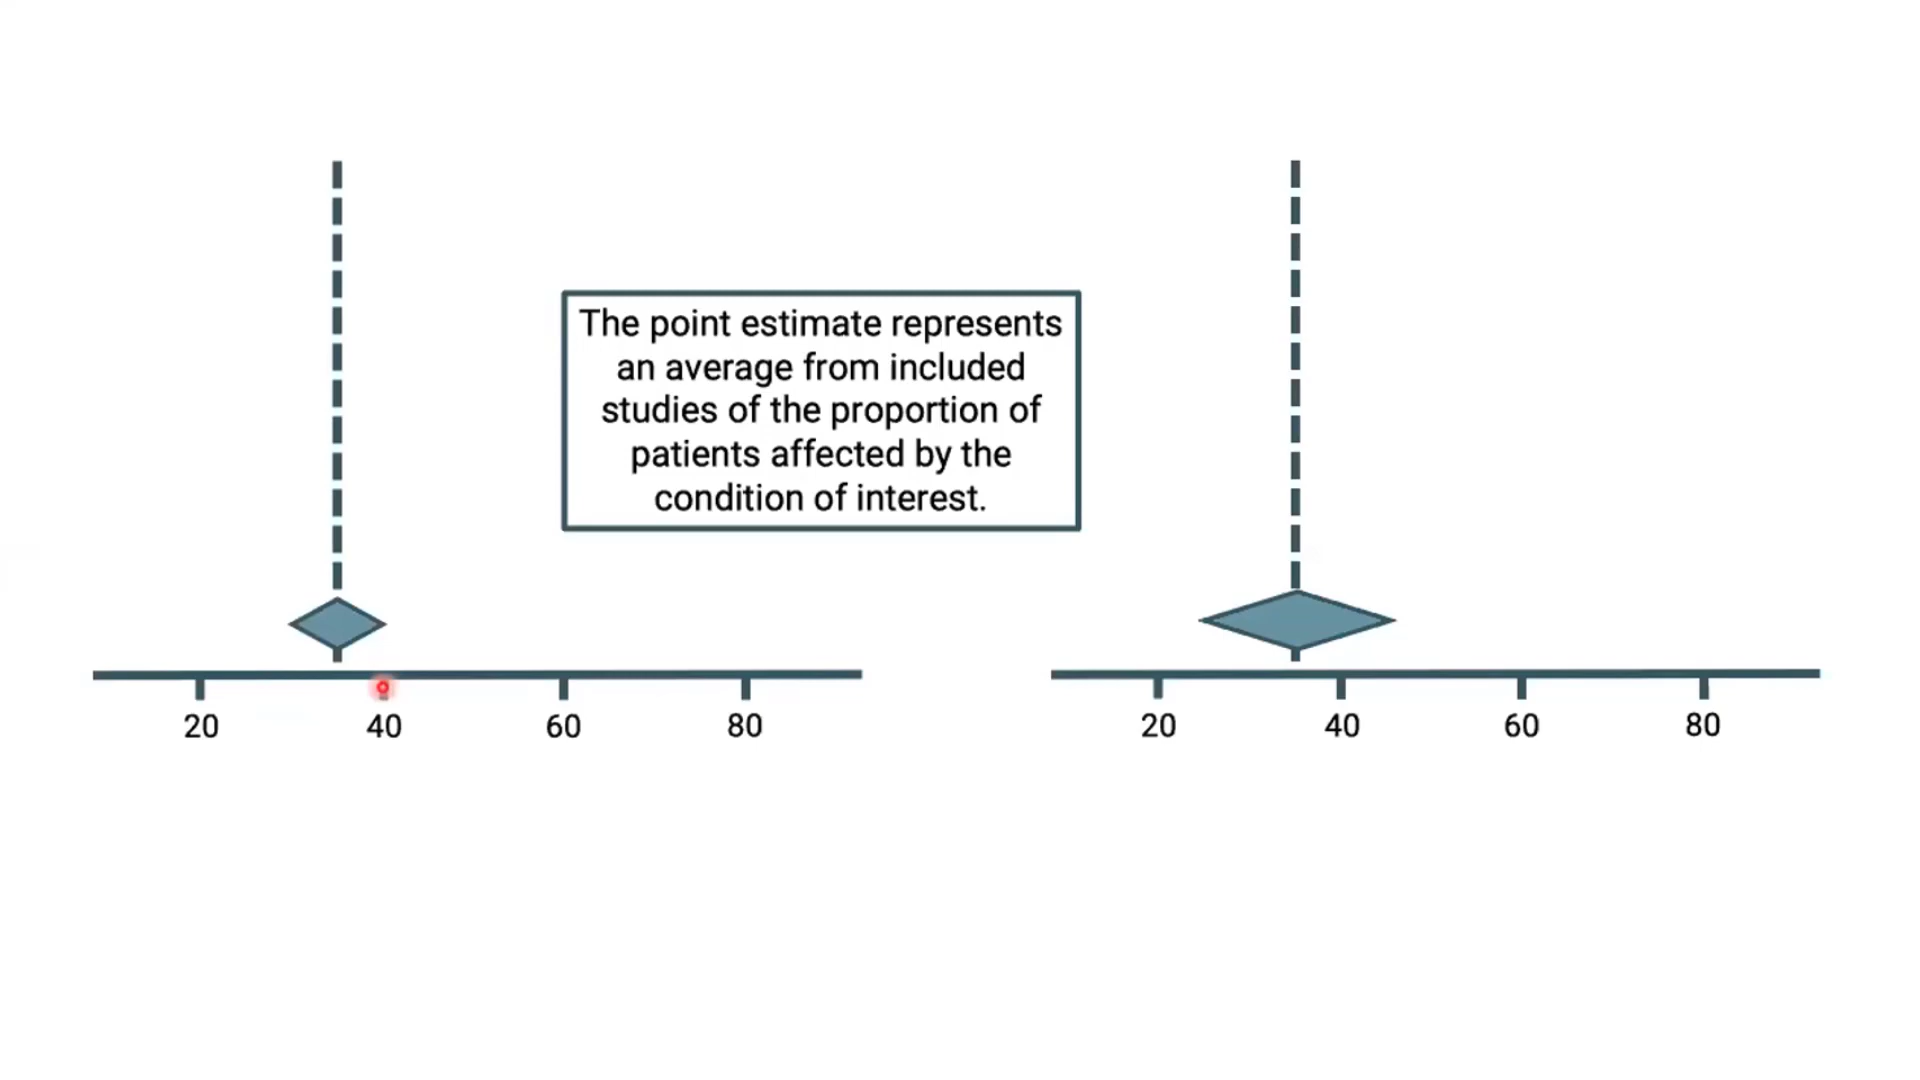 The point estimate represents
an average from included
studies of the proportion of
patients affected by the
condition of interest.
20 40 60 80
20 40 60 80